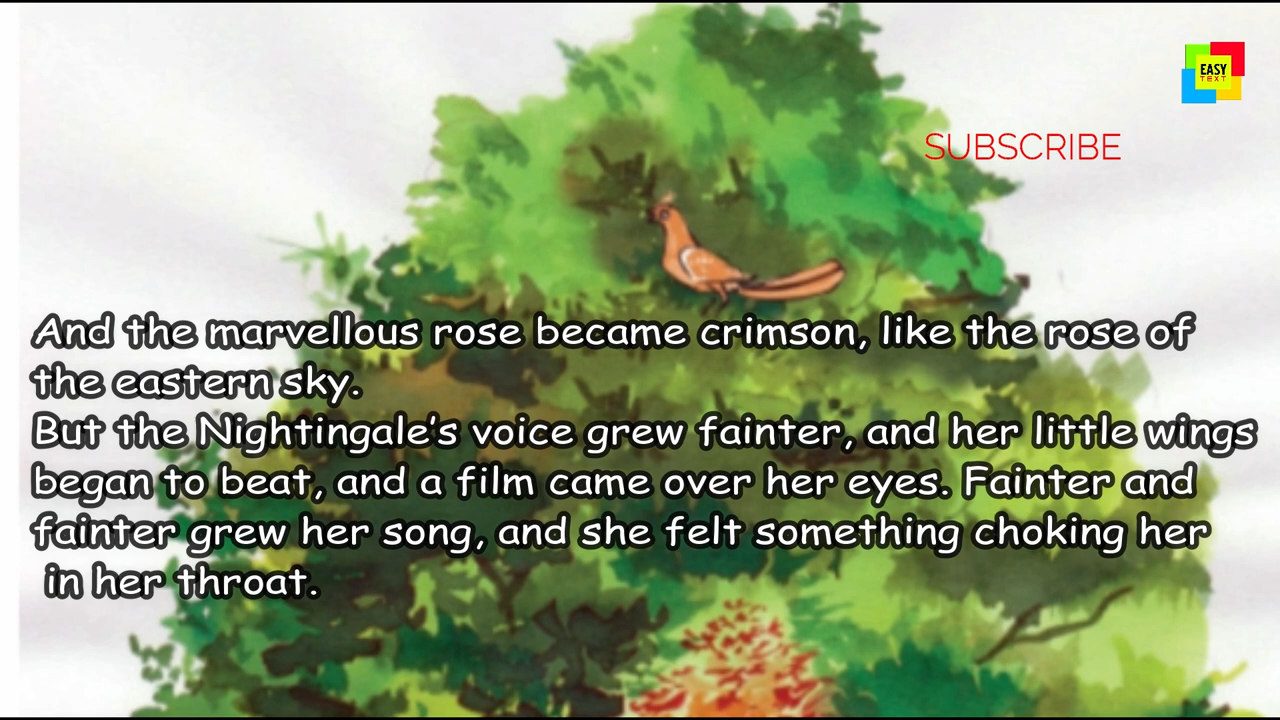 EASY
TEXT
SUBSCRIBE
And the marvellous rose became crimson, like the rose of
the eastern sky.
But the Nightingale's voice grew fainter, and her little wings
began to beat, and a film came over her eyes. Fainter and
fainter grew her song, and she felt something choking her
in her throat.